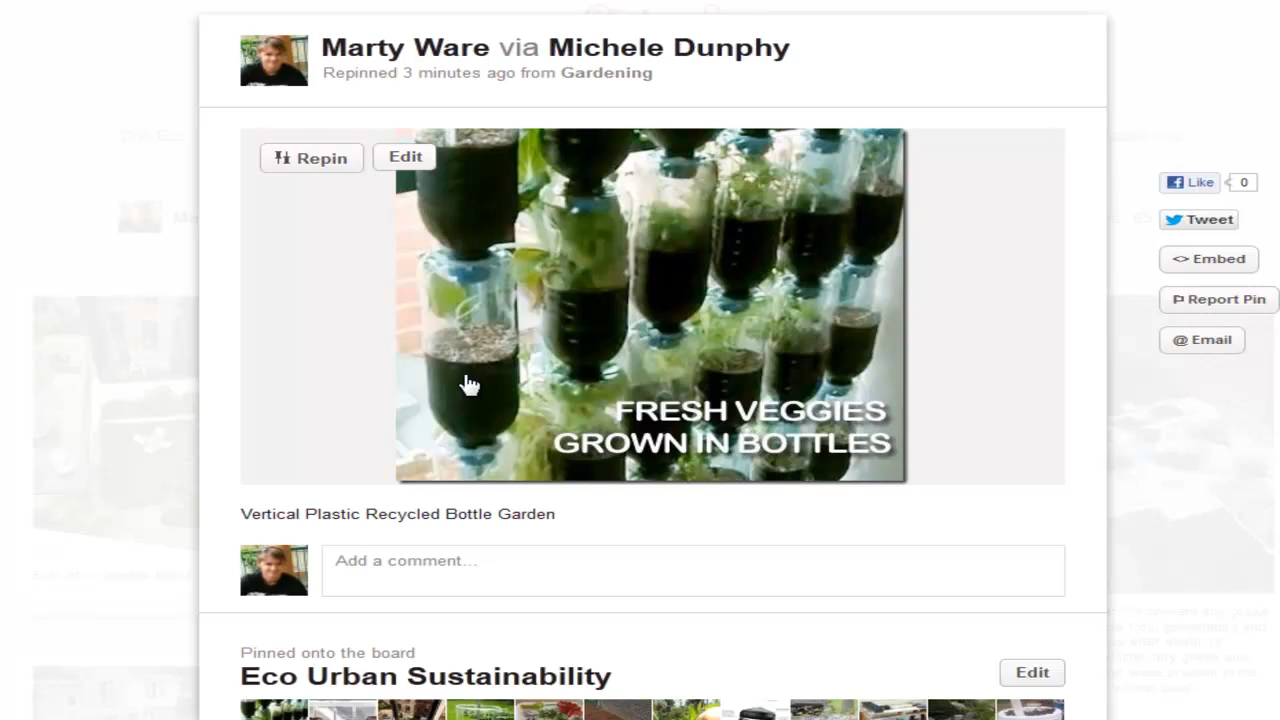 Marty Ware via Michele Dunphy
Repinned 3 minutes ago from Gardening
Repin
Edit
FRESH VEGGIES
GROWN IN BOTTLES
Like
0
Tweet
<> Embed
Report Pin
@ Email
Vertical Plastic Recycled Bottle Garden
Add a comment...
Pinned onto the board
Eco Urban Sustainability
Edit